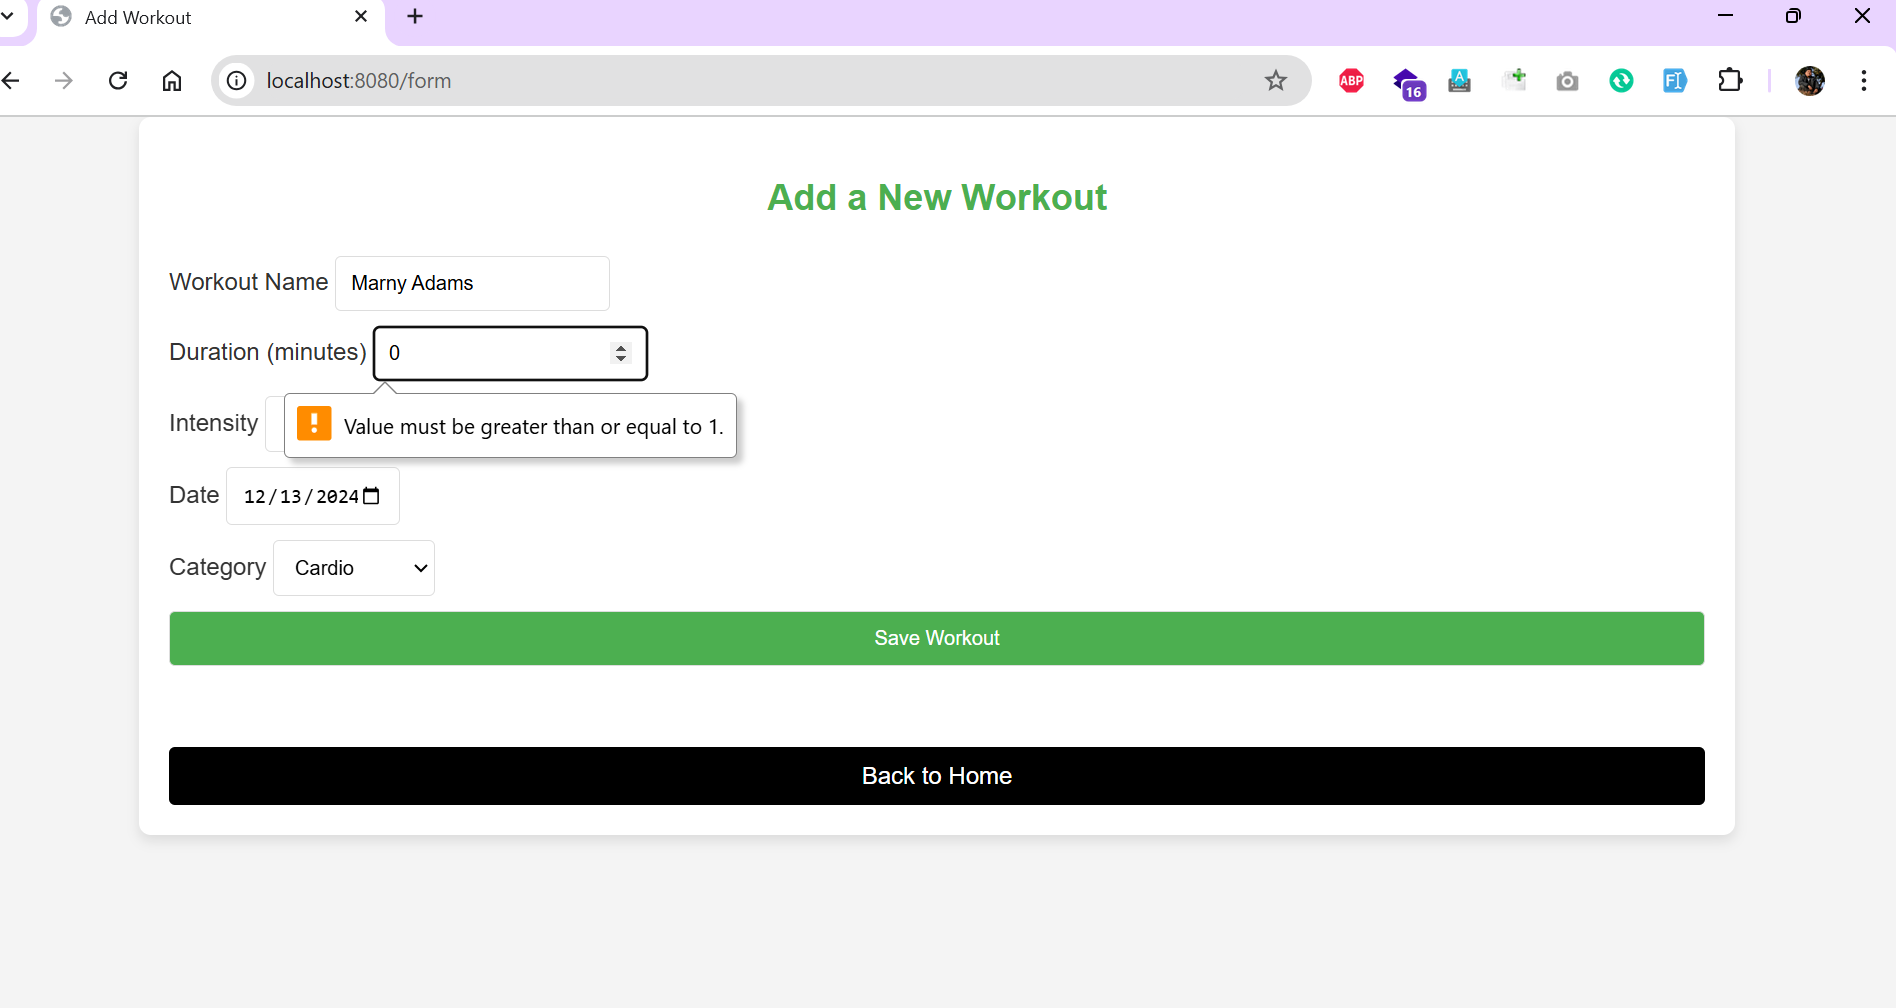 Add Workout
localhost:8080/form
ABP
16
A
FI
Add a New Workout
Workout Name Marny Adams
Duration (minutes) 0
Intensity
! Value must be greater than or equal to 1.
Date 12/13/2024
Category Cardio
Save Workout
Back to Home